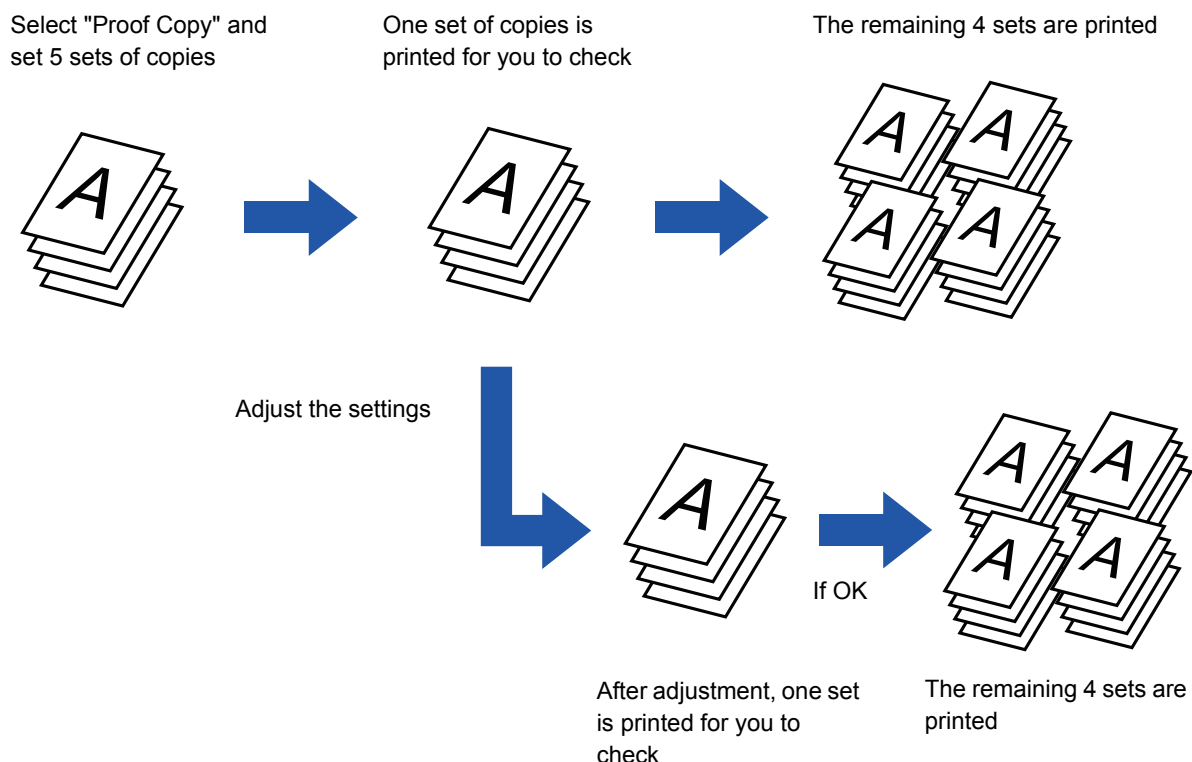 Select "Proof Copy" and
set 5 sets of copies
One set of copies is
printed for you to check
The remaining 4 sets are printed
A
A
A
A
A
A
Adjust the settings
A
If OK
A
A
A
A
After adjustment, one set
is printed for you to
check
The remaining 4 sets are
printed